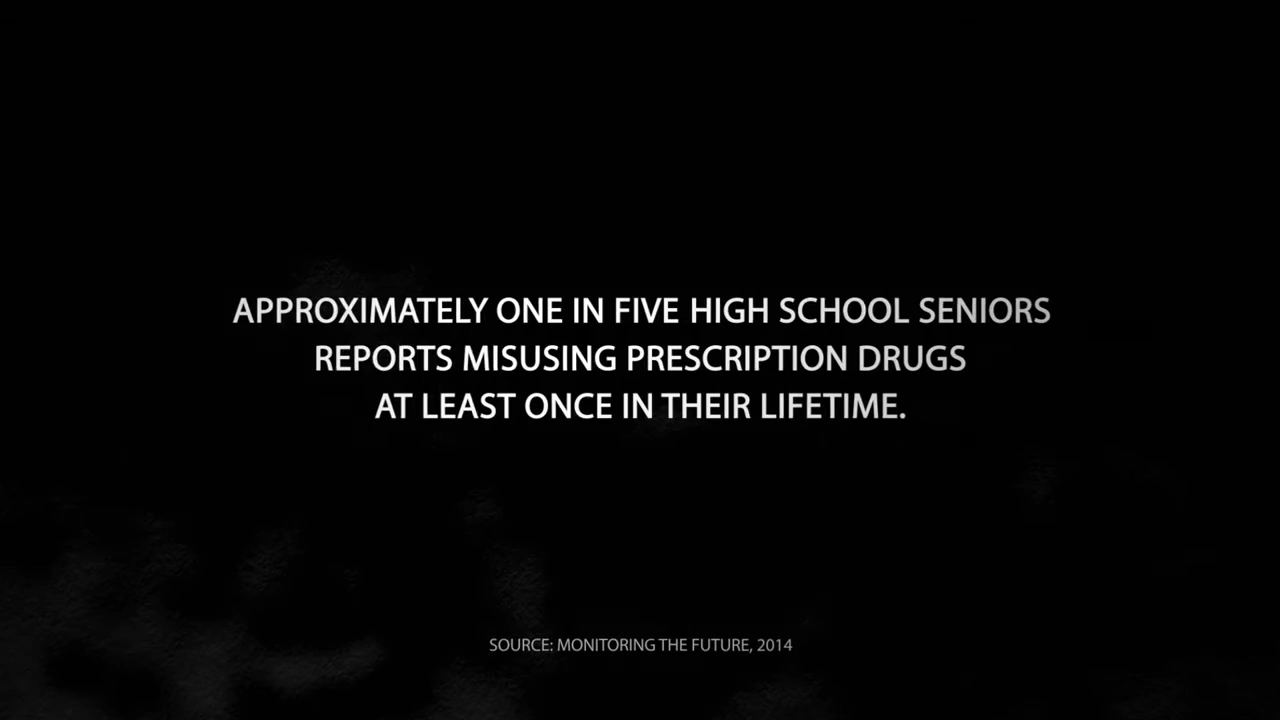 APPROXIMATELY ONE IN FIVE HIGH SCHOOL SENIORS
REPORTS MISUSING PRESCRIPTION DRUGS
AT LEAST ONCE IN THEIR LIFETIME.
SOURCE: MONITORING THE FUTURE, 2014